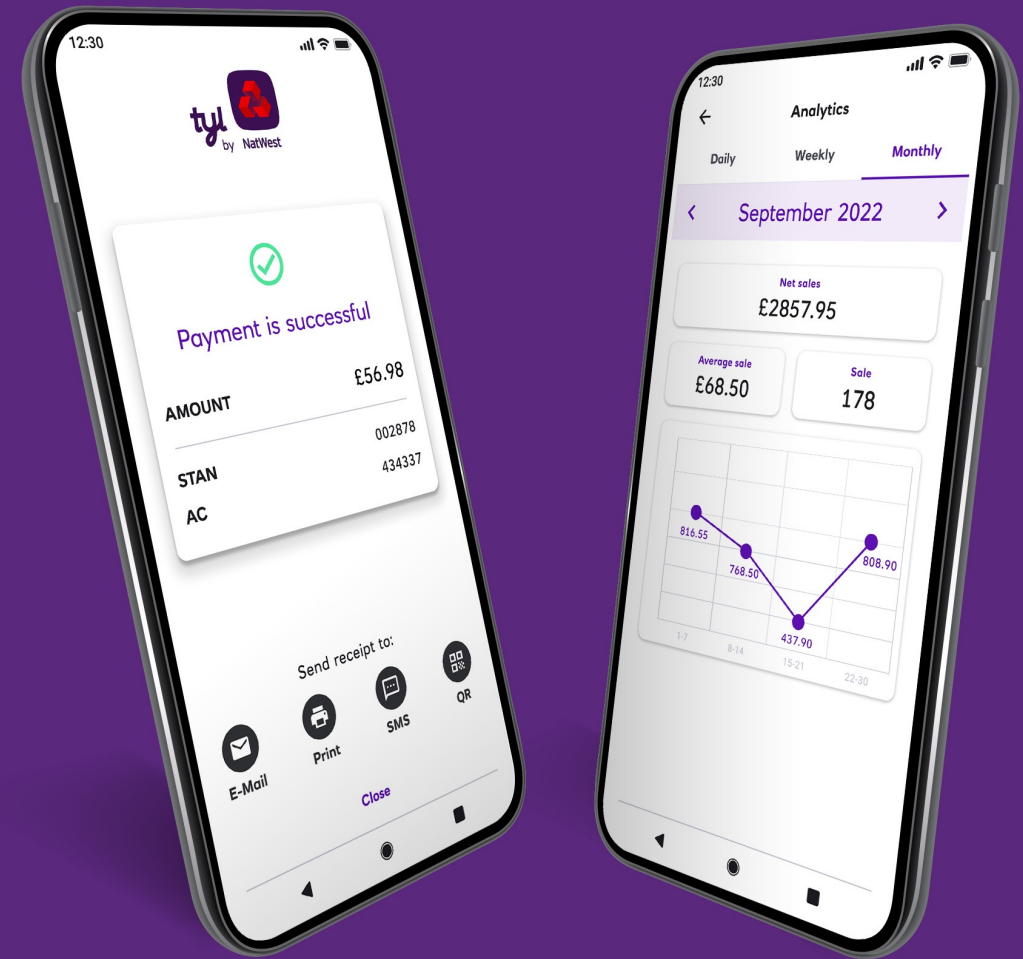 12:30
tyl
by NatWest
Payment is successful
AMOUNT £56.98
STAN 002878
AC 434337
Send receipt to:
E-Mail
Print
SMS
QR
Close
12:30
Analytics
Daily Weekly Monthly
September 2022
Net sales
£2857.95
Average sale
£68.50
Sale
178
816.55
768.50
437.90
808.90
1-7 8-14 15-21 22-30